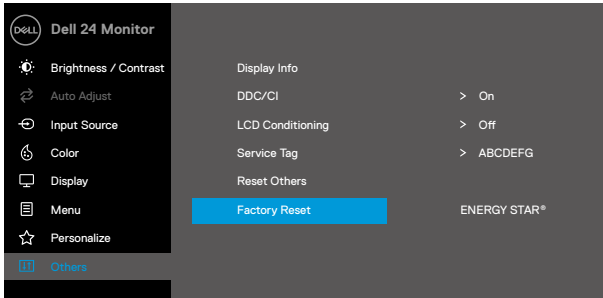 DELL Dell 24 Monitor
Brightness / Contrast Display Info
Auto Adjust DDC/CI > On
Input Source LCD Conditioning > Off
Color Service Tag > ABCDEFG
Display Reset Others
Menu Factory Reset ENERGY STAR®
Personalize
Others